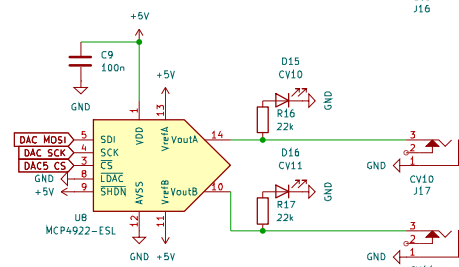 J16
+5V
C9
100n
GND
+5V
D15
CV10
GND
R16
22k
1
13
VDD
VrefA
DAC MOSI
5
SDI
VoutA
14
3
DAC SCK
4
SCK
2
DAC5 CS
3
CS
GND
1
GND
8
LDAC
CV10
J17
+5V
9
SHDN
AVSS
VrefB
VoutB
10
D16
CV11
GND
R17
22k
U8
MCP4922-ESL
12
11
GND
+5V
3
2
GND
1